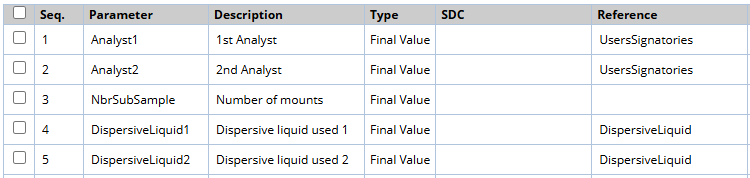 Seq. Parameter Description Type SDC Reference
1 Analyst1 1st Analyst Final Value UsersSignatories
2 Analyst2 2nd Analyst Final Value UsersSignatories
3 NbrSubSample Number of mounts Final Value
4 DispersiveLiquid1 Dispersive liquid used 1 Final Value DispersiveLiquid
5 DispersiveLiquid2 Dispersive liquid used 2 Final Value DispersiveLiquid